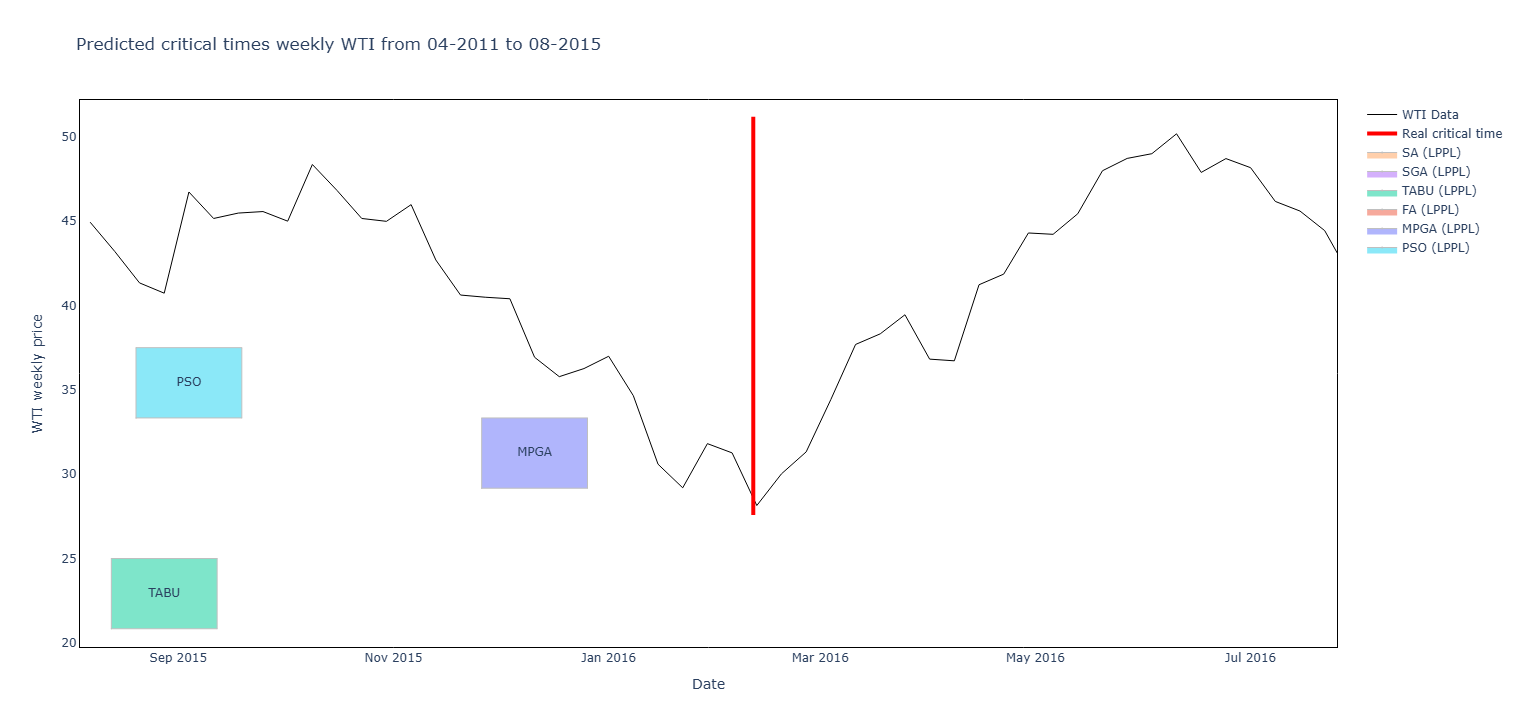 Predicted critical times weekly WTI from 04-2011 to 08-2015
WTI Data
Real critical time
SA (LPPL)
SGA (LPPL)
TABU (LPPL)
FA (LPPL)
MPGA (LPPL)
PSO (LPPL)
WTI weekly price
50
45
40
35
30
25
20
PSO
MPGA
TABU
Sep 2015
Nov 2015
Jan 2016
Mar 2016
May 2016
Jul 2016
Date